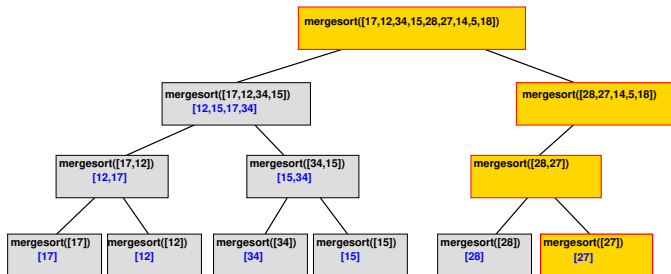 mergesort([17,12,34,15,28,27,14,5,18])
mergesort([17,12,34,15])
[12,15,17,34]
mergesort([28,27,14,5,18])
mergesort([17,12])
[12,17]
mergesort([34,15])
[15,34]
mergesort([28,27])
mergesort([17])
[17]
mergesort([12])
[12]
mergesort([34])
[34]
mergesort([15])
[15]
mergesort([28])
[28]
mergesort([27])
[27]